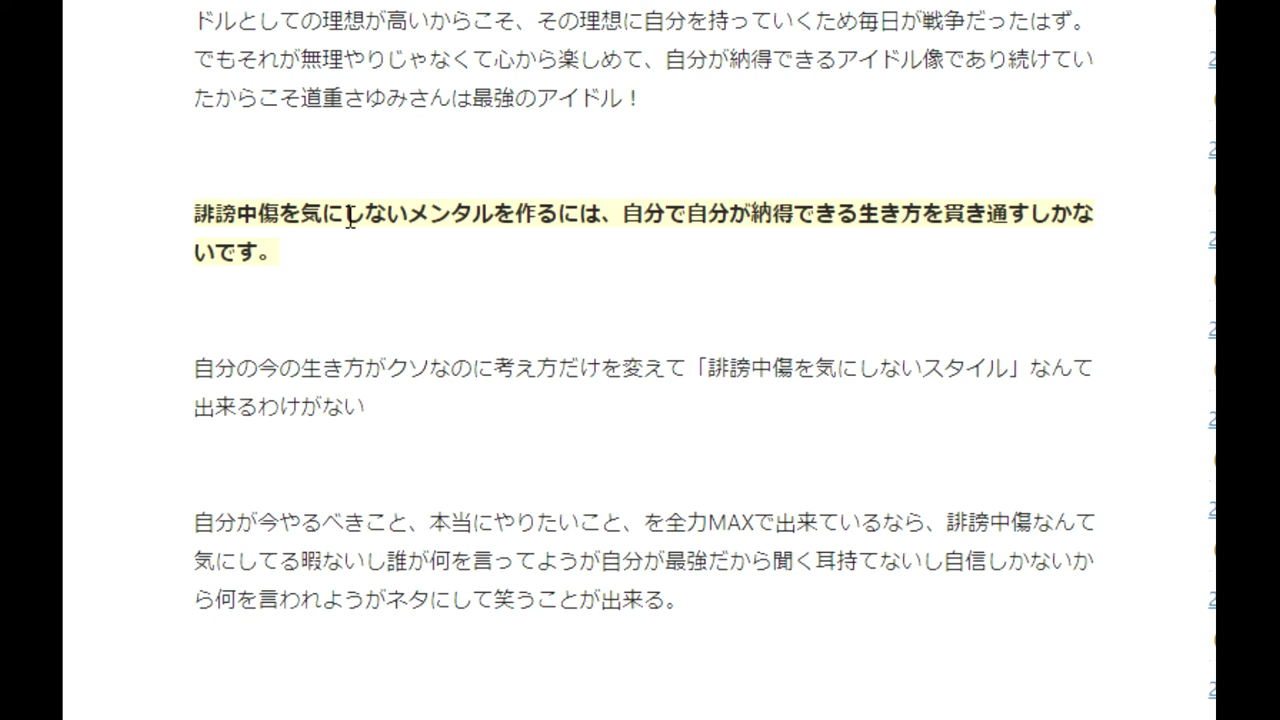 ドルとしての理想が高いからこそ、その理想に自分を持っていくため毎日が戦争だったはず。
でもそれが無理やりじゃなくて心から楽しめて、自分が納得できるアイドル像であり続けてい
たからこそ道重さゆみさんは最強のアイドル！
誹謗中傷を気にしないメンタルを作るには、自分で自分が納得できる生き方を貫き通すしかな
いです。
自分の今の生き方がクソなのに考え方だけを変えて「誹謗中傷を気にしないスタイル」なんて
出来るわけがない
自分が今やるべきこと、本当にやりたいこと、を全力MAXで出来ているなら、誹謗中傷なんて
気にしてる暇ないし誰が何を言ってようが自分が最強だから聞く耳持てないし自信しかないか
ら何を言われようがネタにして笑うことが出来る。